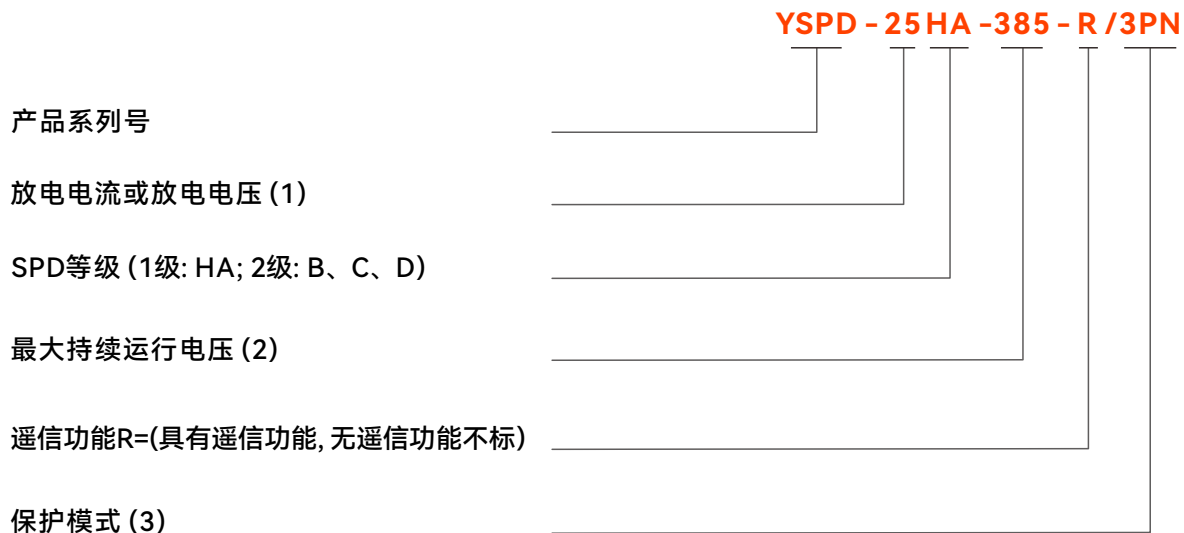 YSPD-25HA-385-R/3PN
产品系列号
放电电流或放电电压 (1)
SPD等级 (1级: HA; 2级: B、C、D)
最大持续运行电压 (2)
遥信功能R=(具有遥信功能, 无遥信功能不标)
保护模式 (3)